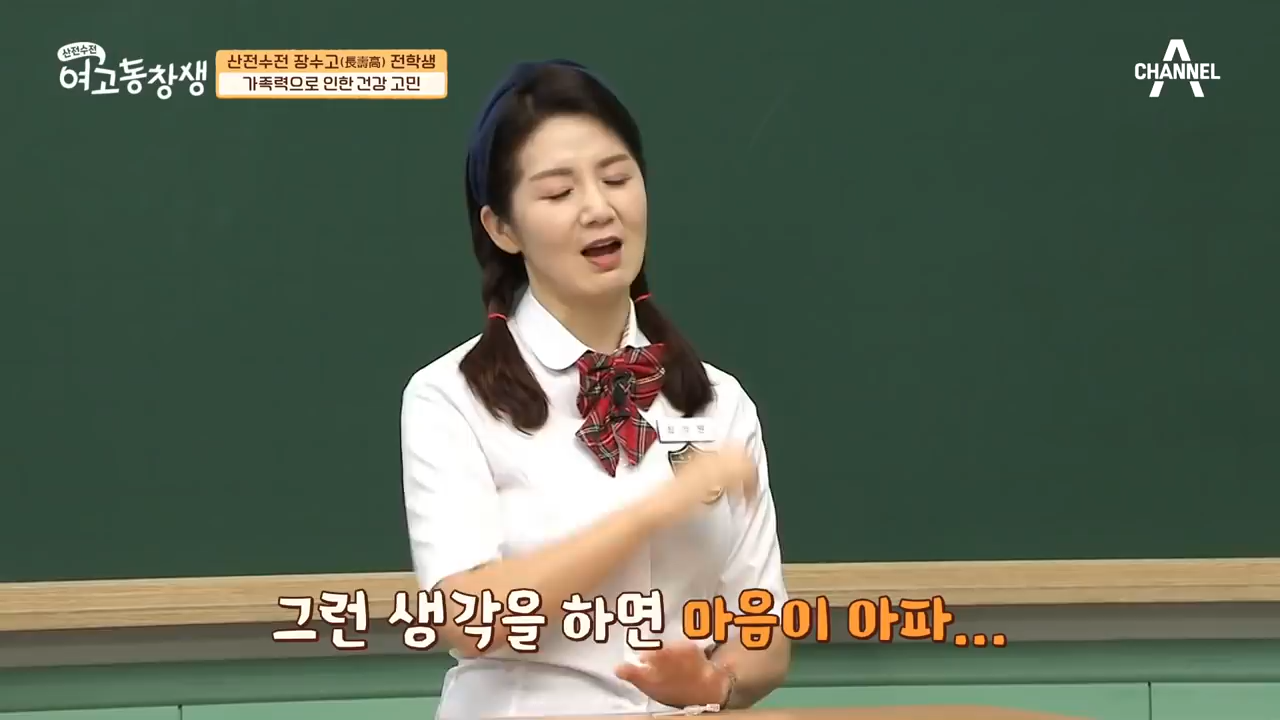 산전수전
여고동창생
산전수전 장수고(長壽高) 전학생
가족력으로 인한 건강 고민
CHANNEL A
그런 생각을 하면 마음이 아파...